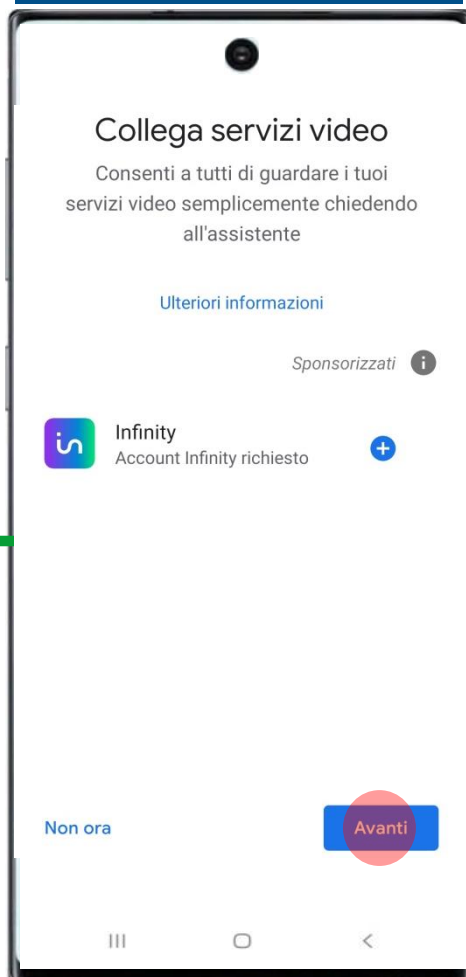 Collega servizi video
Consenti a tutti di guardare i tuoi
servizi video semplicemente chiedendo
all'assistente
Ulteriori informazioni
Sponsorizzati i
in Infinity
Account Infinity richiesto
Non ora Avanti